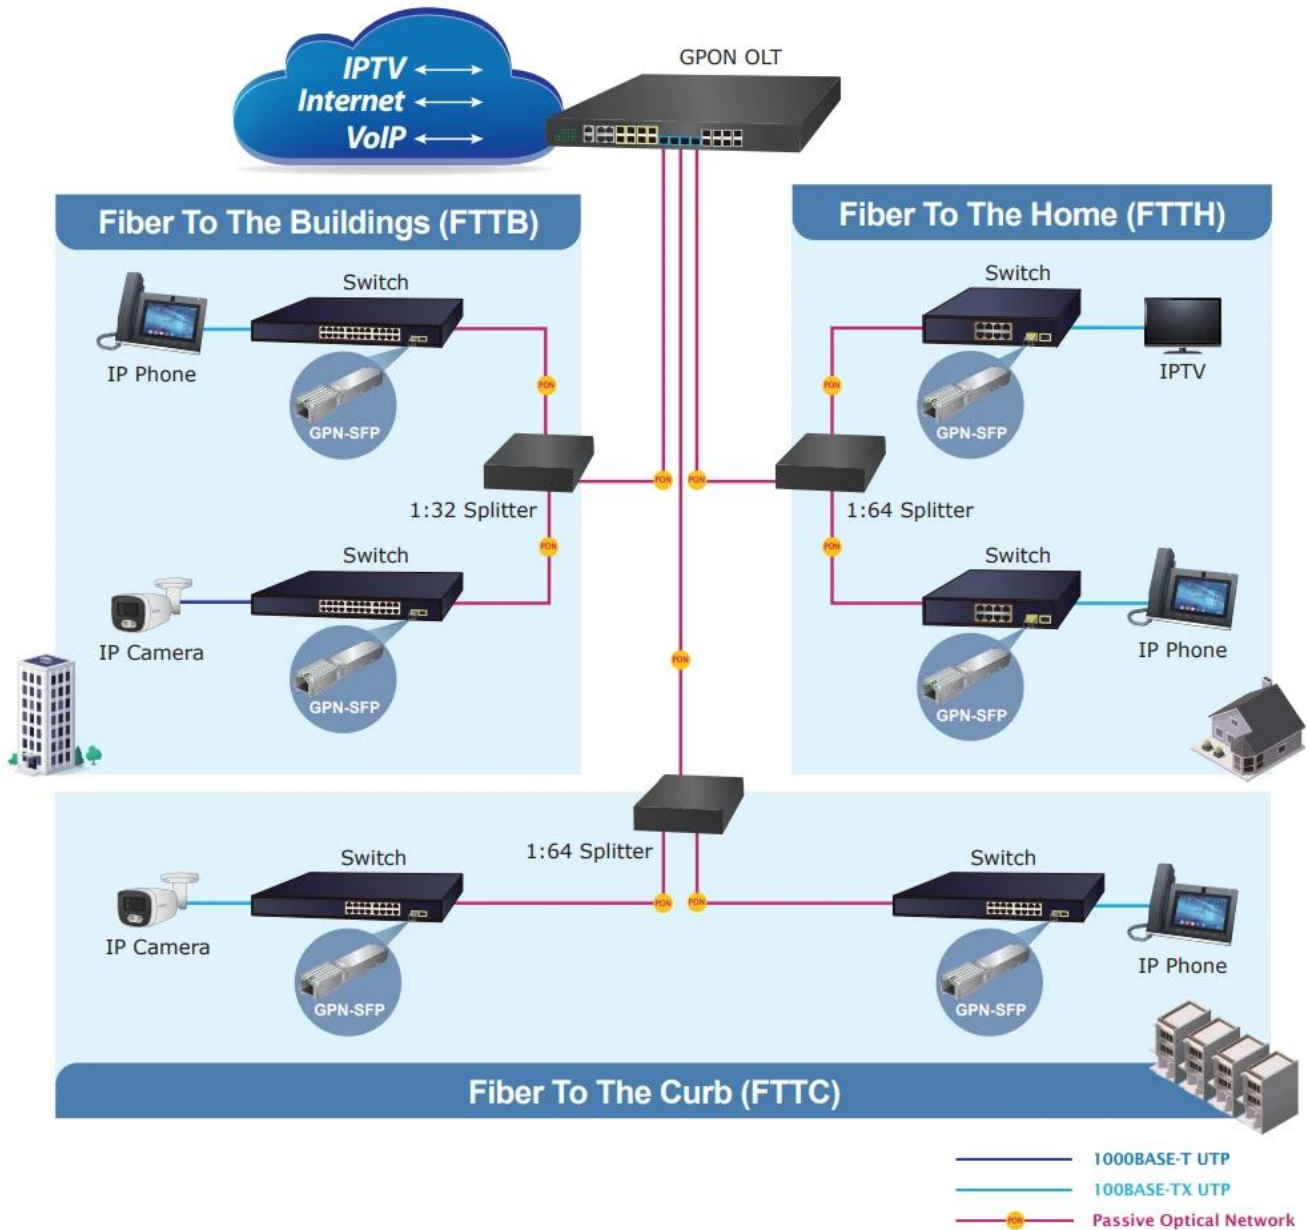 GPON OLT
IPTV
Internet
VoIP
Fiber To The Buildings (FTTB)
Switch
IP Phone
GPN-SFP
PON
1:32 Splitter
PON
PON
Switch
IP Camera
GPN-SFP
Fiber To The Home (FTTH)
Switch
IPTV
GPN-SFP
PON
PON
1:64 Splitter
PON
Switch
IP Phone
GPN-SFP
PON
1:64 Splitter
Switch
IP Camera
GPN-SFP
PON
PON
Switch
IP Phone
GPN-SFP
Fiber To The Curb (FTTC)
1000BASE-T UTP
100BASE-TX UTP
PON
Passive Optical Network